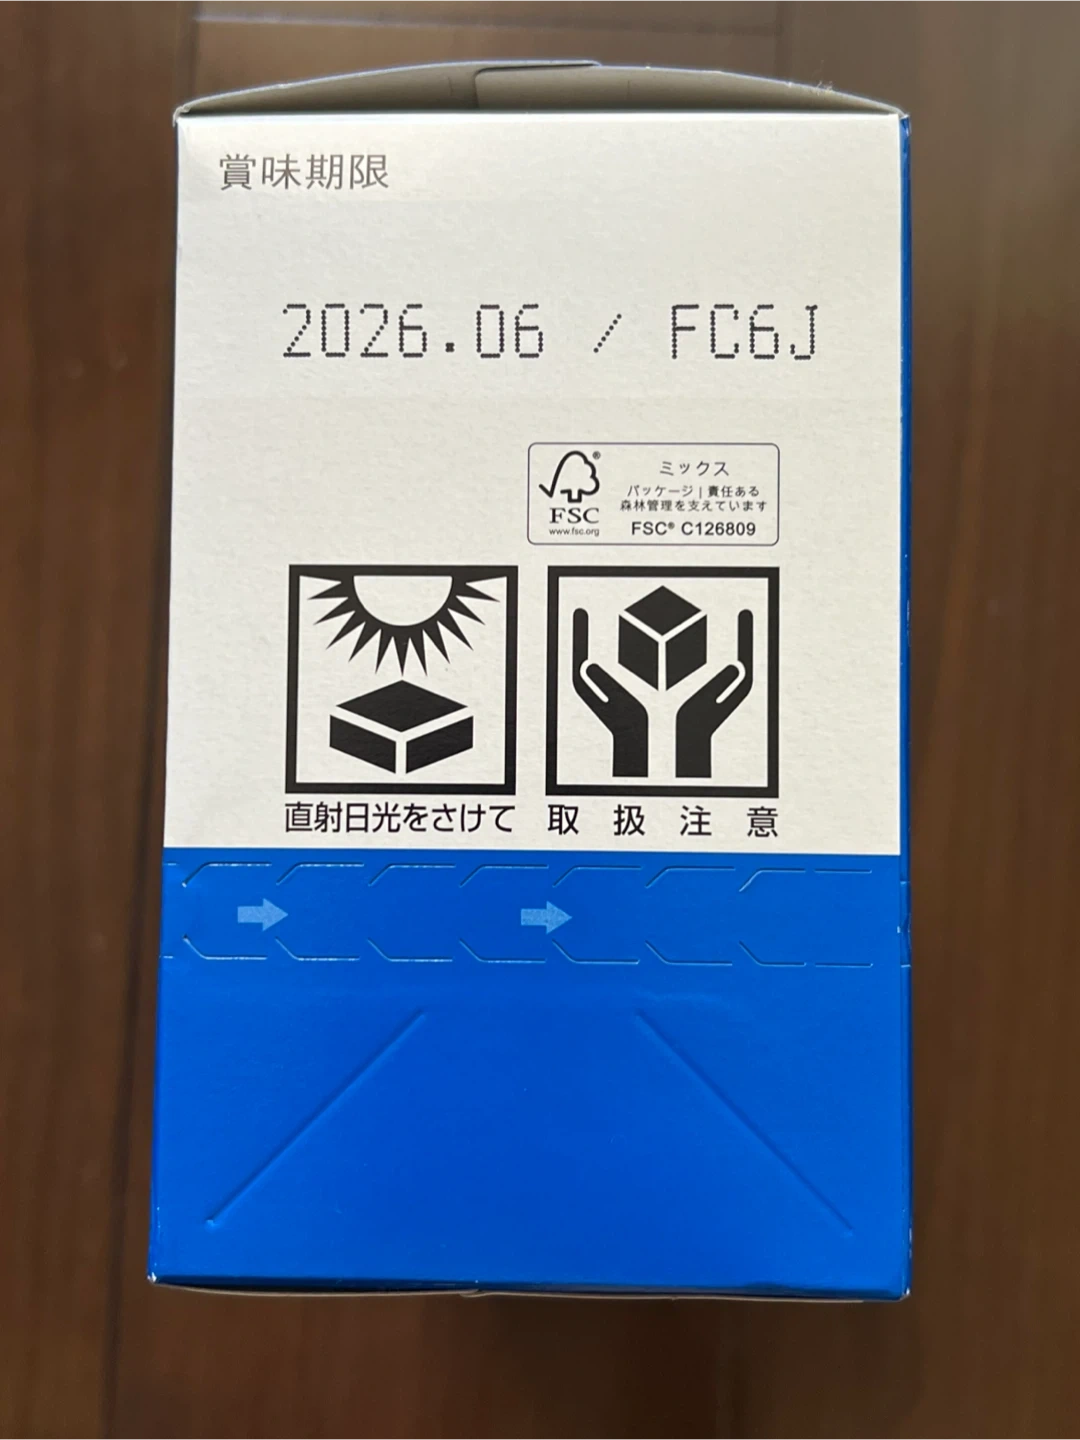 賞味期限
2026.06 / FC6J
ミックス
パッケージ | 責任ある
森林管理を支えています
FSC® C126809
®
FSC
www.fsc.org
直射日光をさけて
取扱注意